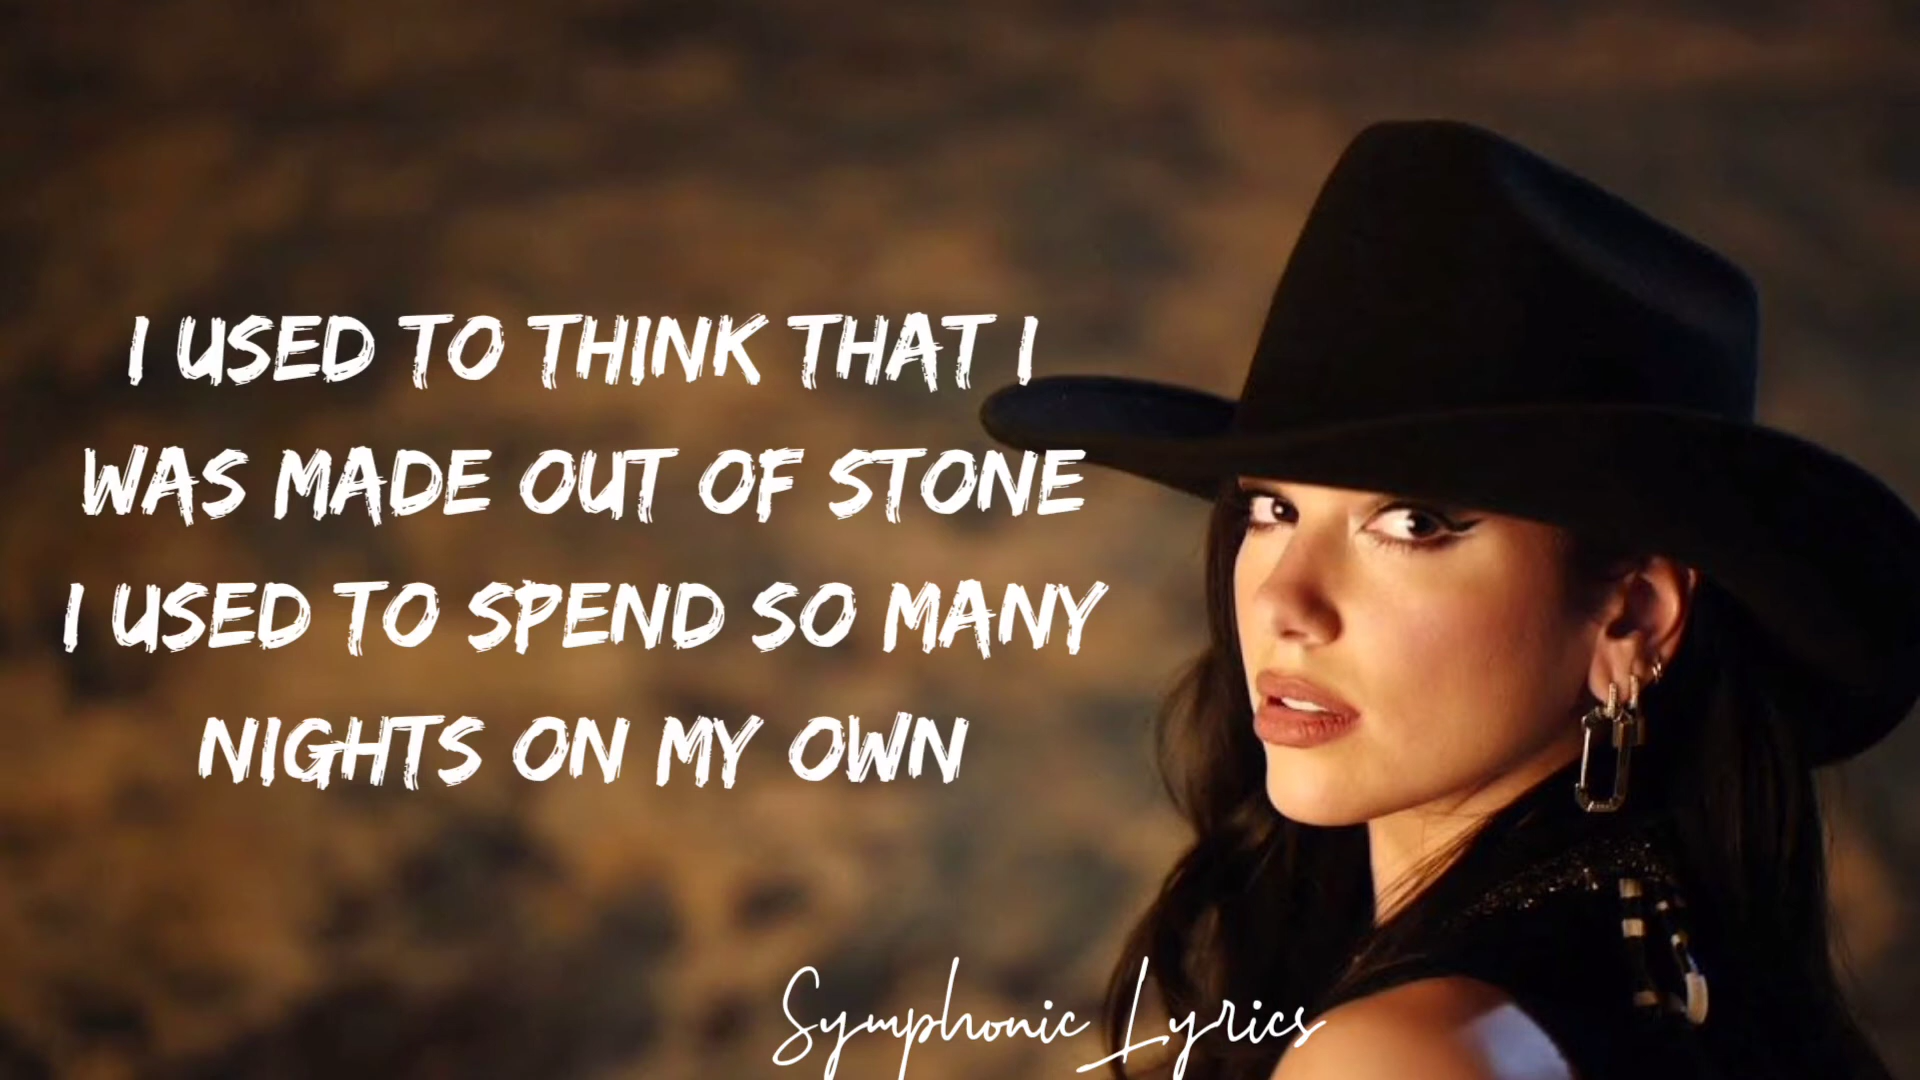 I USED TO THINK THAT I
WAS MADE OUT OF STONE
I USED TO SPEND SO MANY
NIGHTS ON MY OWN
Symphonic Lyrics